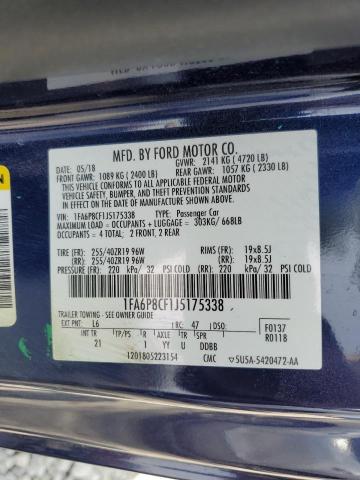 MFD. BY FORD MOTOR CO.
DATE: 05/18 GVWR: 2141 KG (4720 LB)
FRONT GAWR: 1089 KG (2400 LB) REAR GAWR: 1057 KG (2330 LB)
THIS VEHICLE CONFORMS TO ALL APPLICABLE FEDERAL MOTOR
VEHICLE SAFETY, BUMPER, AND THEFT PREVENTION STANDARDS
IN EFFECT ON THE DATE OF MANUFACTURE SHOWN ABOVE.
VIN: 1FA6P8CF1J5175338 TYPE: Passenger Car
MAXIMUM LOAD = OCCUPANTS + LUGGAGE = 303KG/ 668LB
OCCUPANTS = 4 TOTAL; 2 FRONT, 2 REAR
FRONT TIRE: 255/40ZR19 96W RIMS: 19x8.5J
REAR TIRE: 255/40ZR19 96W 19x8.5J
PRESSURE (FR): 220 kPa/ 32 PSI COLD (RR): 220 kPa/ 32 PSI COLD
1FA6P8CF1J5175338
TRAILER TOWING - SEE OWNER GUIDE
EXT PNT: L6 RC: 47 DSO: F0137
INT TR TP/PS R AXLE TR R0118
21 1 YY U DDBB
1201805223154 CMC 5U5A-5420472-AA